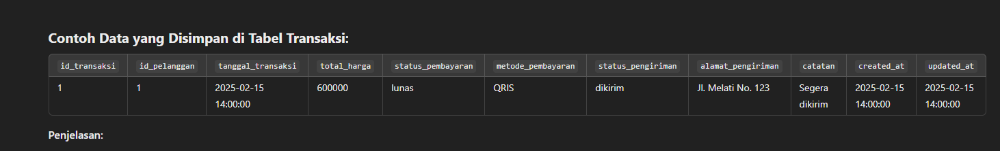 Contoh Data yang Disimpan di Tabel Transaksi:
id_transaksi id_pelanggan tanggal_transaksi total_harga status_pembayaran metode_pembayaran status_pengiriman alamat_pengiriman catatan created_at updated_at
1 1 2025-02-15 600000 lunas QRIS dikirim Jl. Melati No. 123 Segera 2025-02-15 2025-02-15
14:00:00 dikirim 14:00:00 14:00:00
Penjelasan: